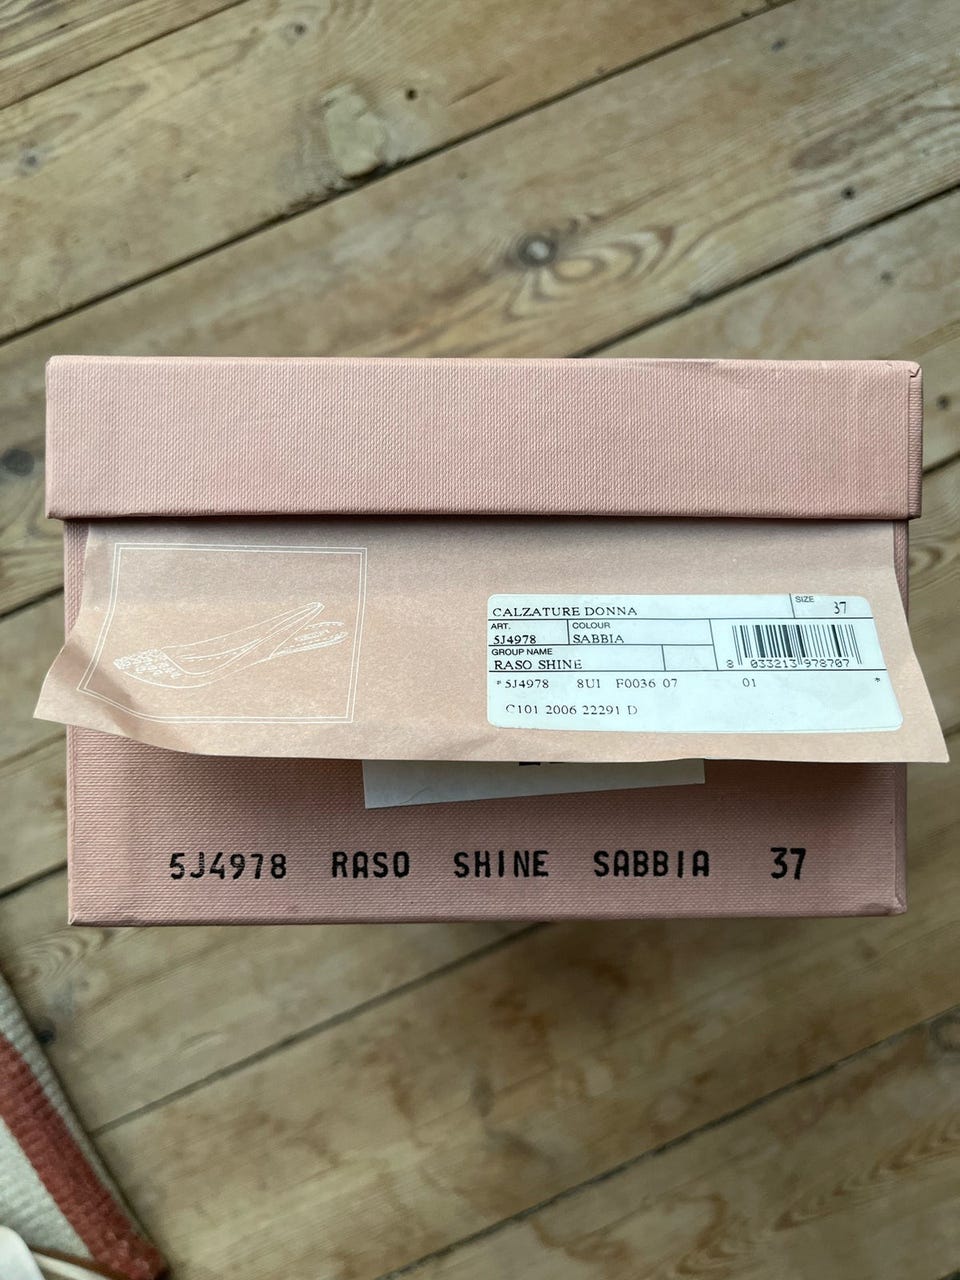 CALZATURE DONNA
SIZE
37
ART.
5J4978
COLOUR
SABBIA
GROUP NAME
RASO SHINE
8 033213 978707
* 5J4978 8U1 F0036 07 01 *
C101 2006 22291 D
5J4978 RASO SHINE SABBIA 37